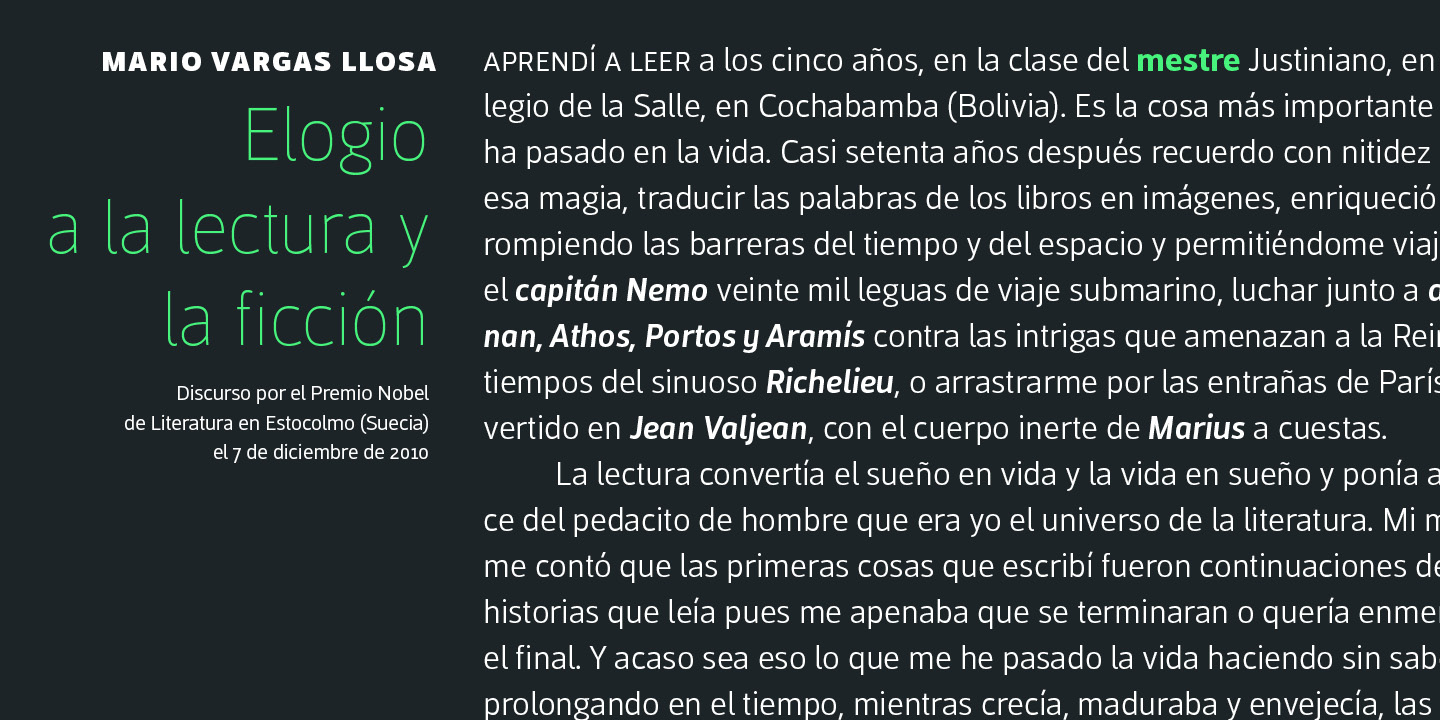 MARIO VARGAS LLOSA
Elogio
a la lectura y
la ficción
Discurso por el Premio Nobel
de Literatura en Estocolmo (Suecia)
el 7 de diciembre de 2010
APRENDÍ A LEER a los cinco años, en la clase del mestre Justiniano, en
legio de la Salle, en Cochabamba (Bolivia). Es la cosa más importante
ha pasado en la vida. Casi setenta años después recuerdo con nitidez
esa magia, traducir las palabras de los libros en imágenes, enriqueció
rompiendo las barreras del tiempo y del espacio y permitiéndome viaj
el capitán Nemo veinte mil leguas de viaje submarino, luchar junto a
nan, Athos, Portos y Aramís contra las intrigas que amenazan a la Rei
tiempos del sinuoso Richelieu, o arrastrarme por las entrañas de París
vertido en Jean Valjean, con el cuerpo inerte de Marius a cuestas.
La lectura convertía el sueño en vida y la vida en sueño y ponía a
ce del pedacito de hombre que era yo el universo de la literatura. Mi
me contó que las primeras cosas que escribí fueron continuaciones de
historias que leía pues me apenaba que se terminaran o quería enme
el final. Y acaso sea eso lo que me he pasado la vida haciendo sin sab
prolongando en el tiempo, mientras crecía, maduraba y envejecía, las